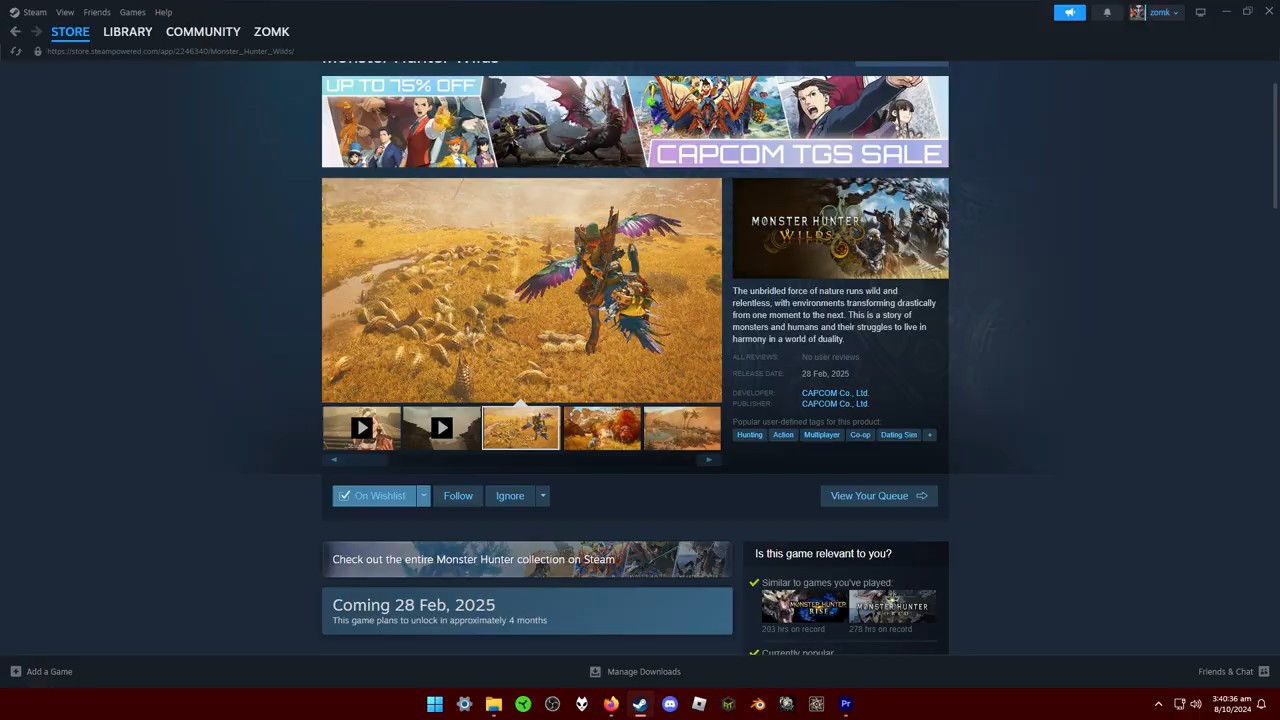 Steam View Friends Games Help
zomk
STORE LIBRARY COMMUNITY ZOMK
https://store.steampowered.com/app/2246340/Monster_Hunter_Wilds/
Monster Hunter Wilds
UP TO 75% OFF
CAPCOM TGS SALE
MONSTER HUNTER
WILDS
The unbridled force of nature runs wild and
relentless, with environments transforming drastically
from one moment to the next. This is a story of
monsters and humans and their struggles to live in
harmony in a world of duality.
ALL REVIEWS: No user reviews
RELEASE DATE: 28 Feb, 2025
DEVELOPER: CAPCOM Co., Ltd.
PUBLISHER: CAPCOM Co., Ltd.
Popular user-defined tags for this product:
Hunting Action Multiplayer Co-op Dating Sim +
On Wishlist Follow Ignore View Your Queue
Check out the entire Monster Hunter collection on Steam
Coming 28 Feb, 2025
This game plans to unlock in approximately 4 months
Is this game relevant to you?
Similar to games you've played:
MONSTER HUNTER
RISE
MONSTER HUNTER
203 hrs on record 278 hrs on record
Currently popular
Add a Game Manage Downloads Friends & Chat
Pr
3:40:36 am
8/10/2024